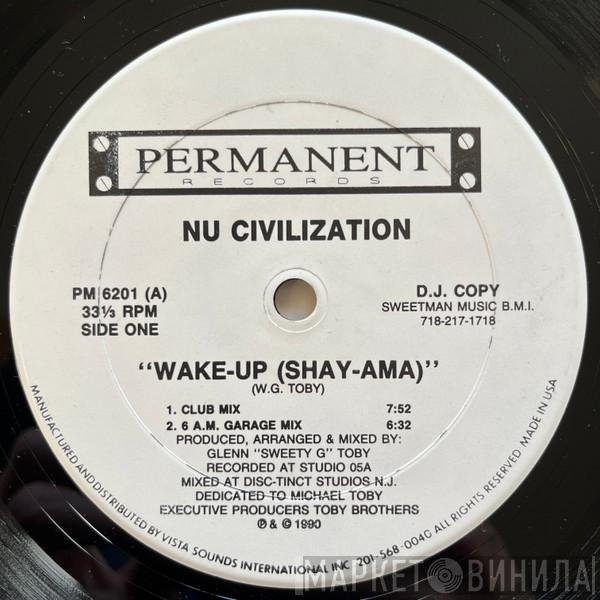 PERMANENT
RECORDS
NU CIVILIZATION
PM 6201 (A)
33⅓ RPM
SIDE ONE
D.J. COPY
SWEETMAN MUSIC B.M.I.
718-217-1718
"WAKE-UP (SHAY-AMA)"
(W.G. TOBY)
1. CLUB MIX 7:52
2. 6 A.M. GARAGE MIX 6:32
PRODUCED, ARRANGED & MIXED BY:
GLENN "SWEETY G" TOBY
RECORDED AT STUDIO 05A
MIXED AT DISC-TINCT STUDIOS N.J.
DEDICATED TO MICHAEL TOBY
EXECUTIVE PRODUCERS TOBY BROTHERS
℗ & © 1990
MANUFACTURED AND DISTRIBUTED BY VISTA SOUNDS INTERNATIONAL INC. 201-568-0040 ALL RIGHTS RESERVED MADE IN USA
МАРКЕТ ВИНИЛА